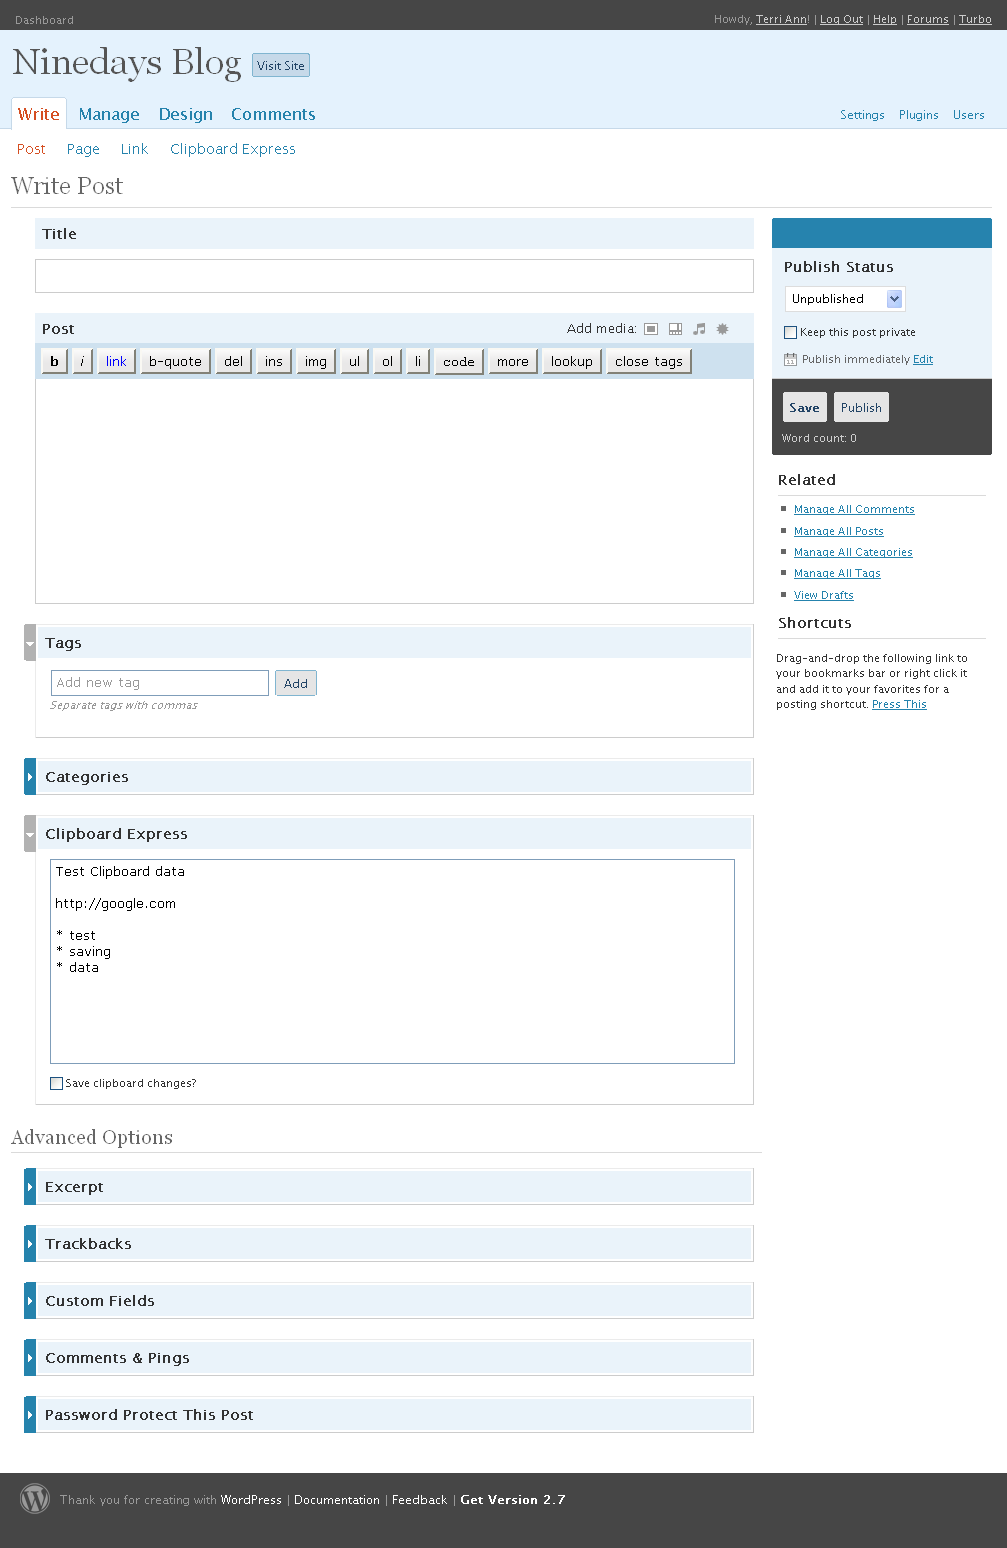 Dashboard
Howdy, Terri Ann! | Log Out | Help | Forums | Turbo
Ninedays Blog Visit Site
Write Manage Design Comments
Settings Plugins Users
Post Page Link Clipboard Express
Write Post
Title
Post
Add media:
b i link b-quote del ins img ul ol li code more lookup close tags
Tags
Add new tag Add
Separate tags with commas
Categories
Clipboard Express
Test Clipboard data
http://google.com
* test
* saving
* data
Save clipboard changes?
Advanced Options
Excerpt
Trackbacks
Custom Fields
Comments & Pings
Password Protect This Post
Publish Status
Unpublished
Keep this post private
11 Publish immediately Edit
Save Publish
Word count: 0
Related
Manage All Comments
Manage All Posts
Manage All Categories
Manage All Tags
View Drafts
Shortcuts
Drag-and-drop the following link to
your bookmarks bar or right click it
and add it to your favorites for a
posting shortcut. Press This
Thank you for creating with WordPress | Documentation | Feedback | Get Version 2.7